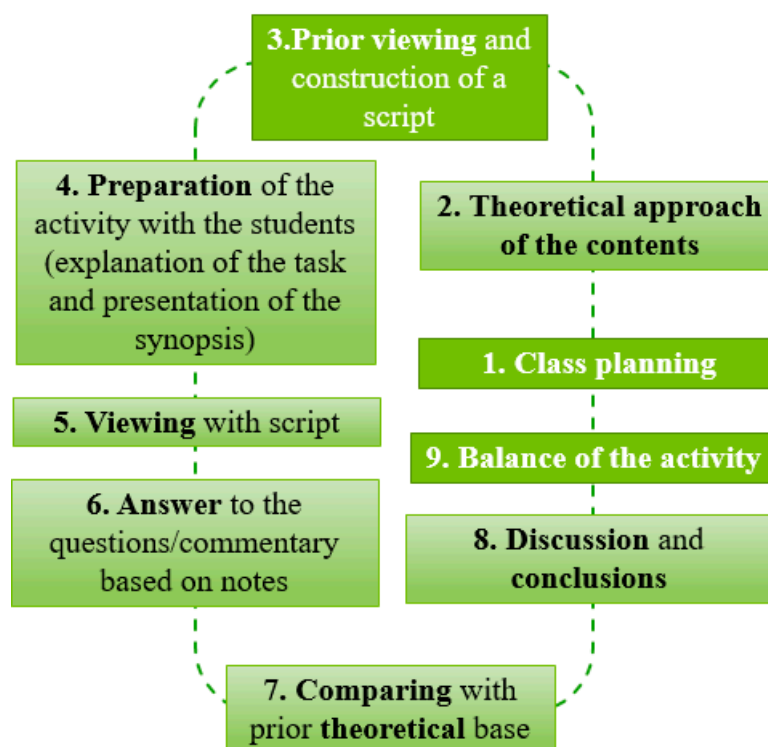 3.Prior viewing and
construction of a
script
4. Preparation of the
activity with the students
(explanation of the task
and presentation of the
synopsis)
2. Theoretical approach
of the contents
1. Class planning
5. Viewing with script
9. Balance of the activity
6. Answer to the
questions/commentary
based on notes
8. Discussion and
conclusions
7. Comparing with
prior theoretical base